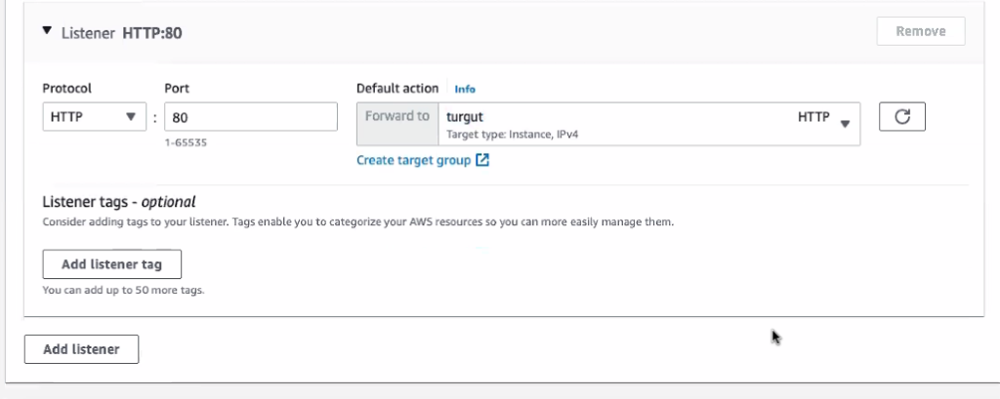 Listener HTTP:80
Remove
Protocol Port Default action Info
HTTP : 80 Forward to turgut HTTP
Target type: Instance, IPv4
1-65535
Create target group
Listener tags - optional
Consider adding tags to your listener. Tags enable you to categorize your AWS resources so you can more easily manage them.
Add listener tag
You can add up to 50 more tags.
Add listener